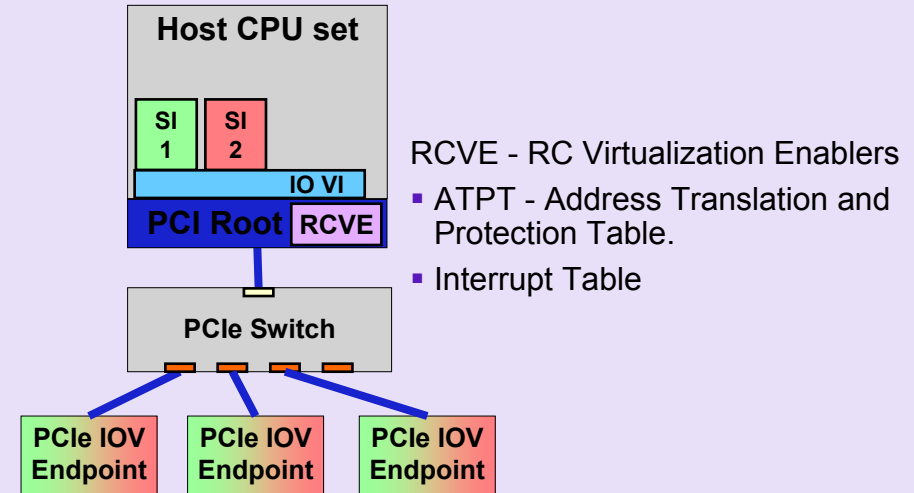 Host CPU set
SI
1
SI
2
IO VI
PCI Root
RCVE
RCVE - RC Virtualization Enablers
▪ ATPT - Address Translation and
Protection Table.
▪ Interrupt Table
PCIe Switch
PCIe IOV
Endpoint
PCIe IOV
Endpoint
PCIe IOV
Endpoint